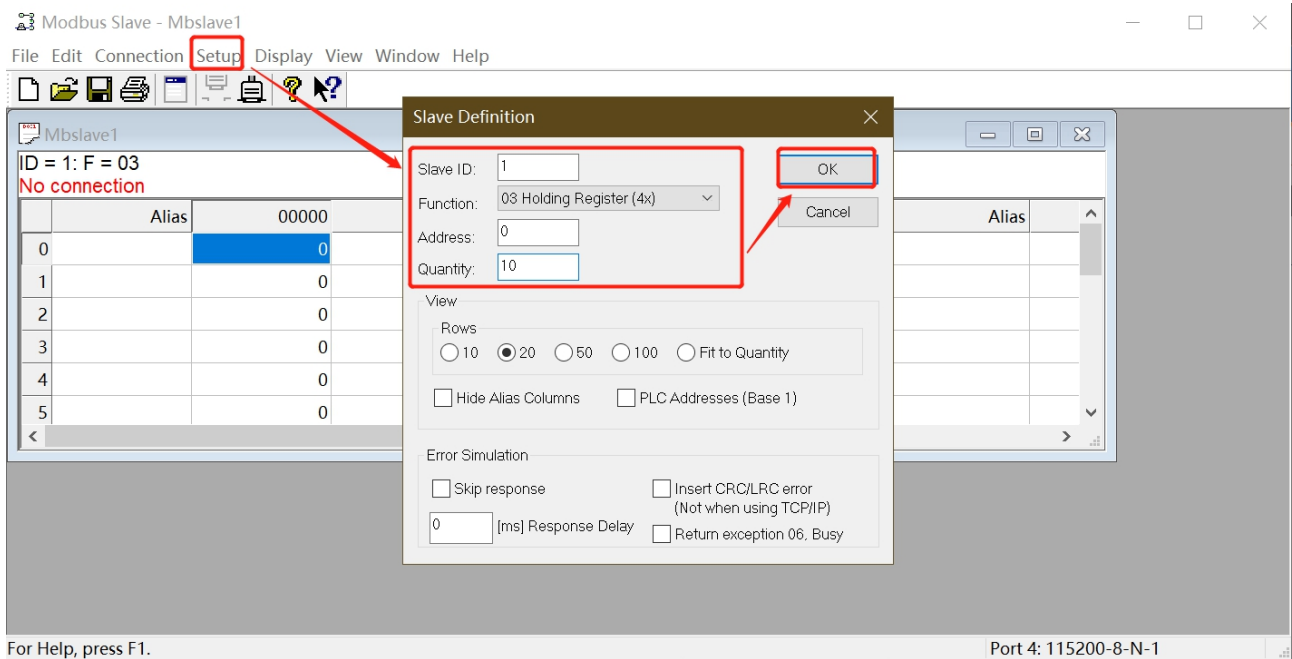 Modbus Slave - Mbslave1
File Edit Connection Setup Display View Window Help
Mbslave1
ID = 1: F = 03
No connection
Alias 00000 Alias
0 0
1 0
2 0
3 0
4 0
5 0
Slave Definition
Slave ID: 1
OK
Function: 03 Holding Register (4x)
Cancel
Address: 0
Quantity: 10
View
Rows
10 20 50 100 Fit to Quantity
Hide Alias Columns PLC Addresses (Base 1)
Error Simulation
Skip response
Insert CRC/LRC error
(Not when using TCP/IP)
0 [ms] Response Delay
Return exception 06, Busy
For Help, press F1.
Port 4: 115200-8-N-1